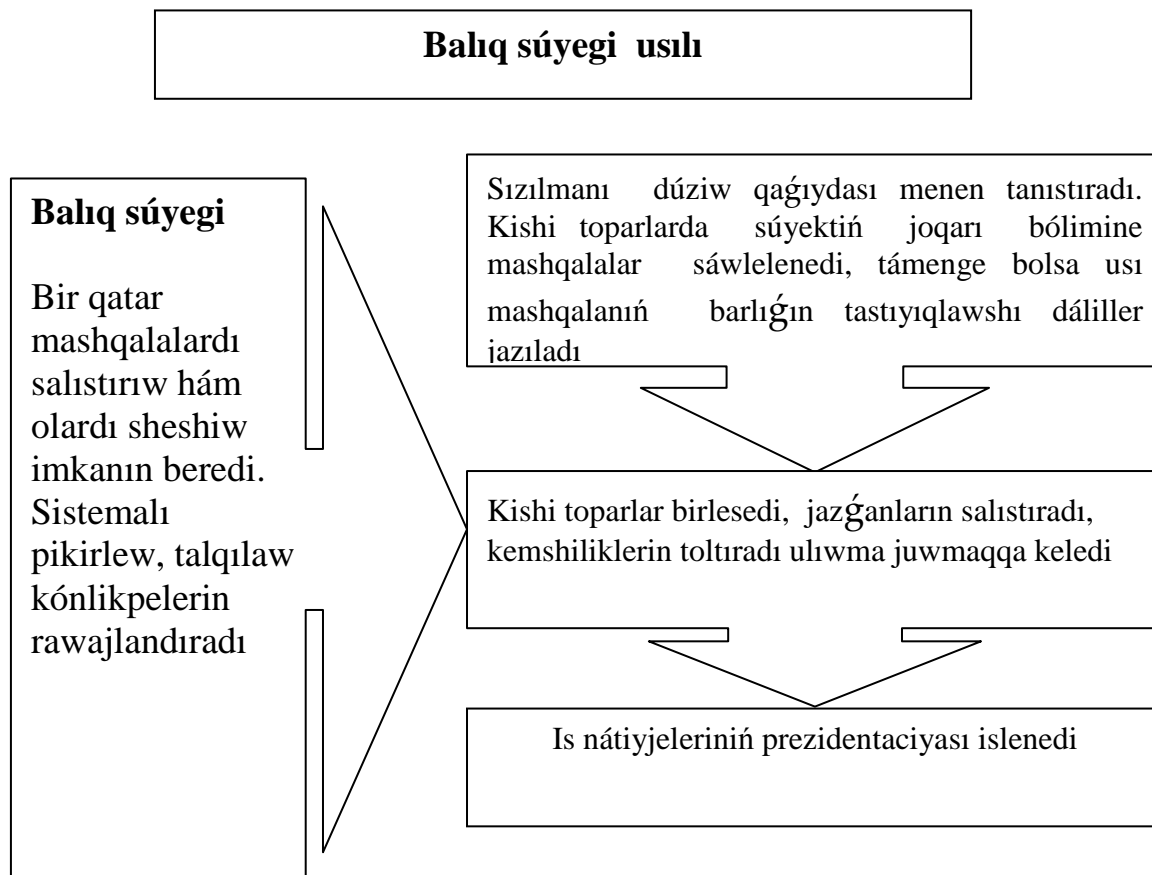 Balıq súyegi usılı
Balıq súyegi
Bir qatar
mashqalalardı
salıstırıw hám
olardı sheshiw
imkanın beredi.
Sistemalı
pikirlew, talqılaw
kónlikpelerin
rawajlandıradı
Sızılmanı dúziw qaǵıydası menen tanıstıradı.
Kishi toparlarda súyektiń joqarı bólimine
mashqalalar sáwlelenedi, támenge bolsa usı
mashqalanıń barlıǵın tastıyıqlawshı dáliller
jazıladı
Kishi toparlar birlesedi, jazǵanların salıstıradı,
kemshiliklerin toltıradı ulıwma juwmaqqa keledi
Is nátiyjeleriniń prezidentaciyası islenedi